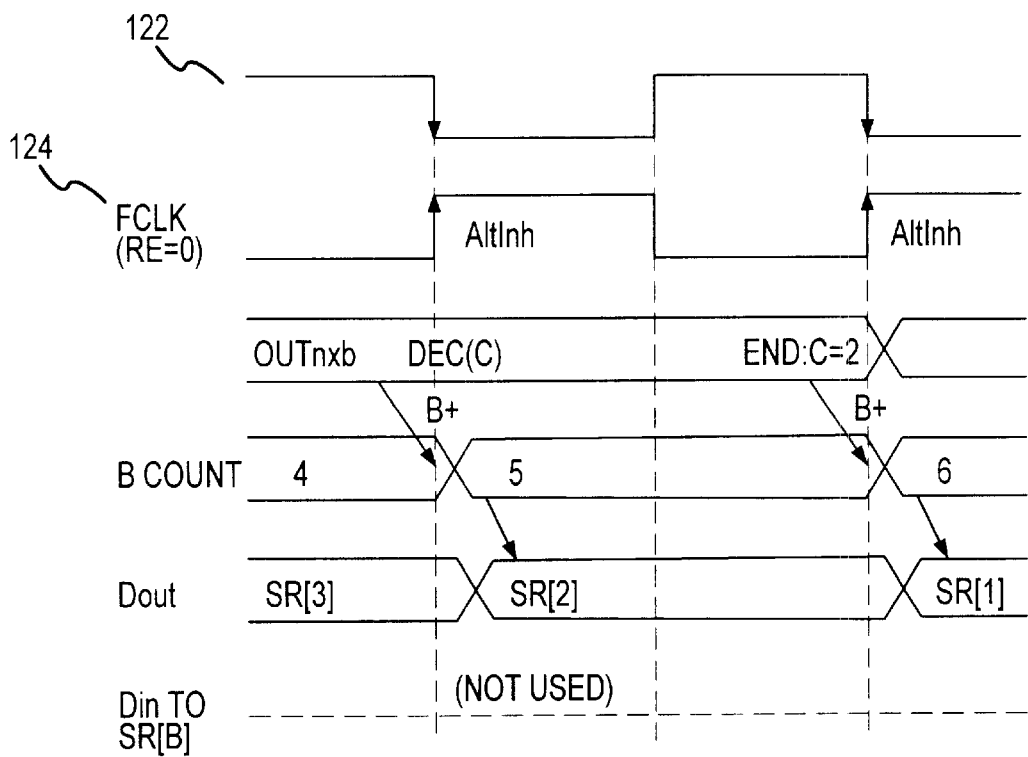 122
124
FCLK
(RE=0)
AltInh
AltInh
OUTnxb DEC(C) END:C=2
B+ B+
B COUNT 4 5 6
Dout SR[3] SR[2] SR[1]
(NOT USED)
Din TO
SR[B]